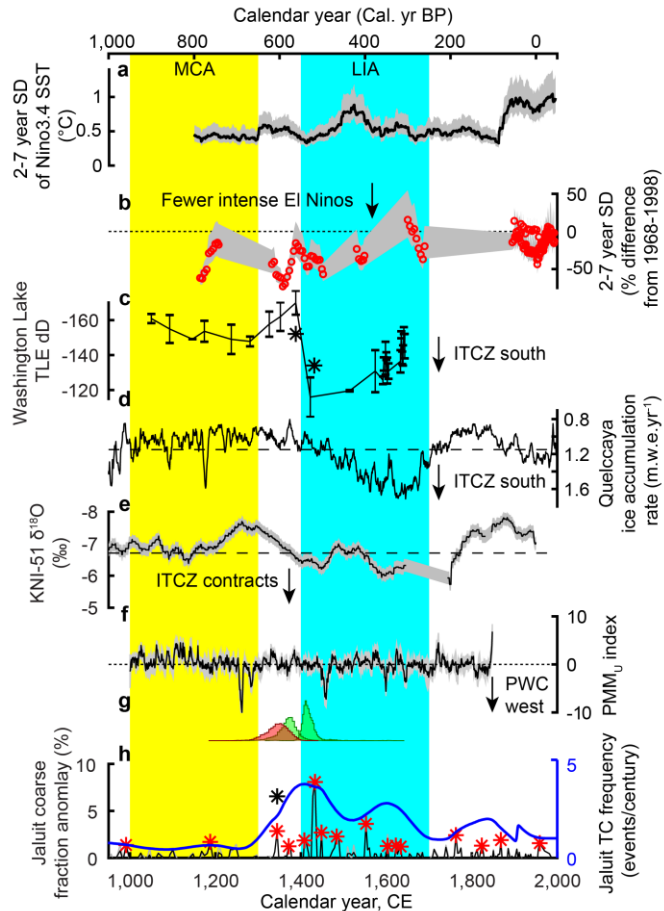 Calendar year (Cal. yr BP)
1,000 800 600 400 200 0
a MCA LIA
2-7 year SD
of Nino3.4 SST
(°C)
1
0.5
0
b Fewer intense El Ninos
50
0
-50
2-7 year SD
(% difference
from 1968-1998)
c
Washington Lake
TLE dD
-160
-140
-120
ITCZ south
d
0.8
1.2
1.6
Quelccaya
ice accumulation
rate (m.w.e.yr⁻¹)
ITCZ south
e
KNI-51 δ¹⁸O
(‰)
-8
-7
-6
-5
ITCZ contracts
f
10
0
-10
PMMU index
PWC
west
g
h
Jaluit coarse
fraction anomlay (%)
10
5
0
5
0
Jaluit TC frequency
(events/century)
1,000 1,200 1,400 1,600 1,800 2,000
Calendar year, CE